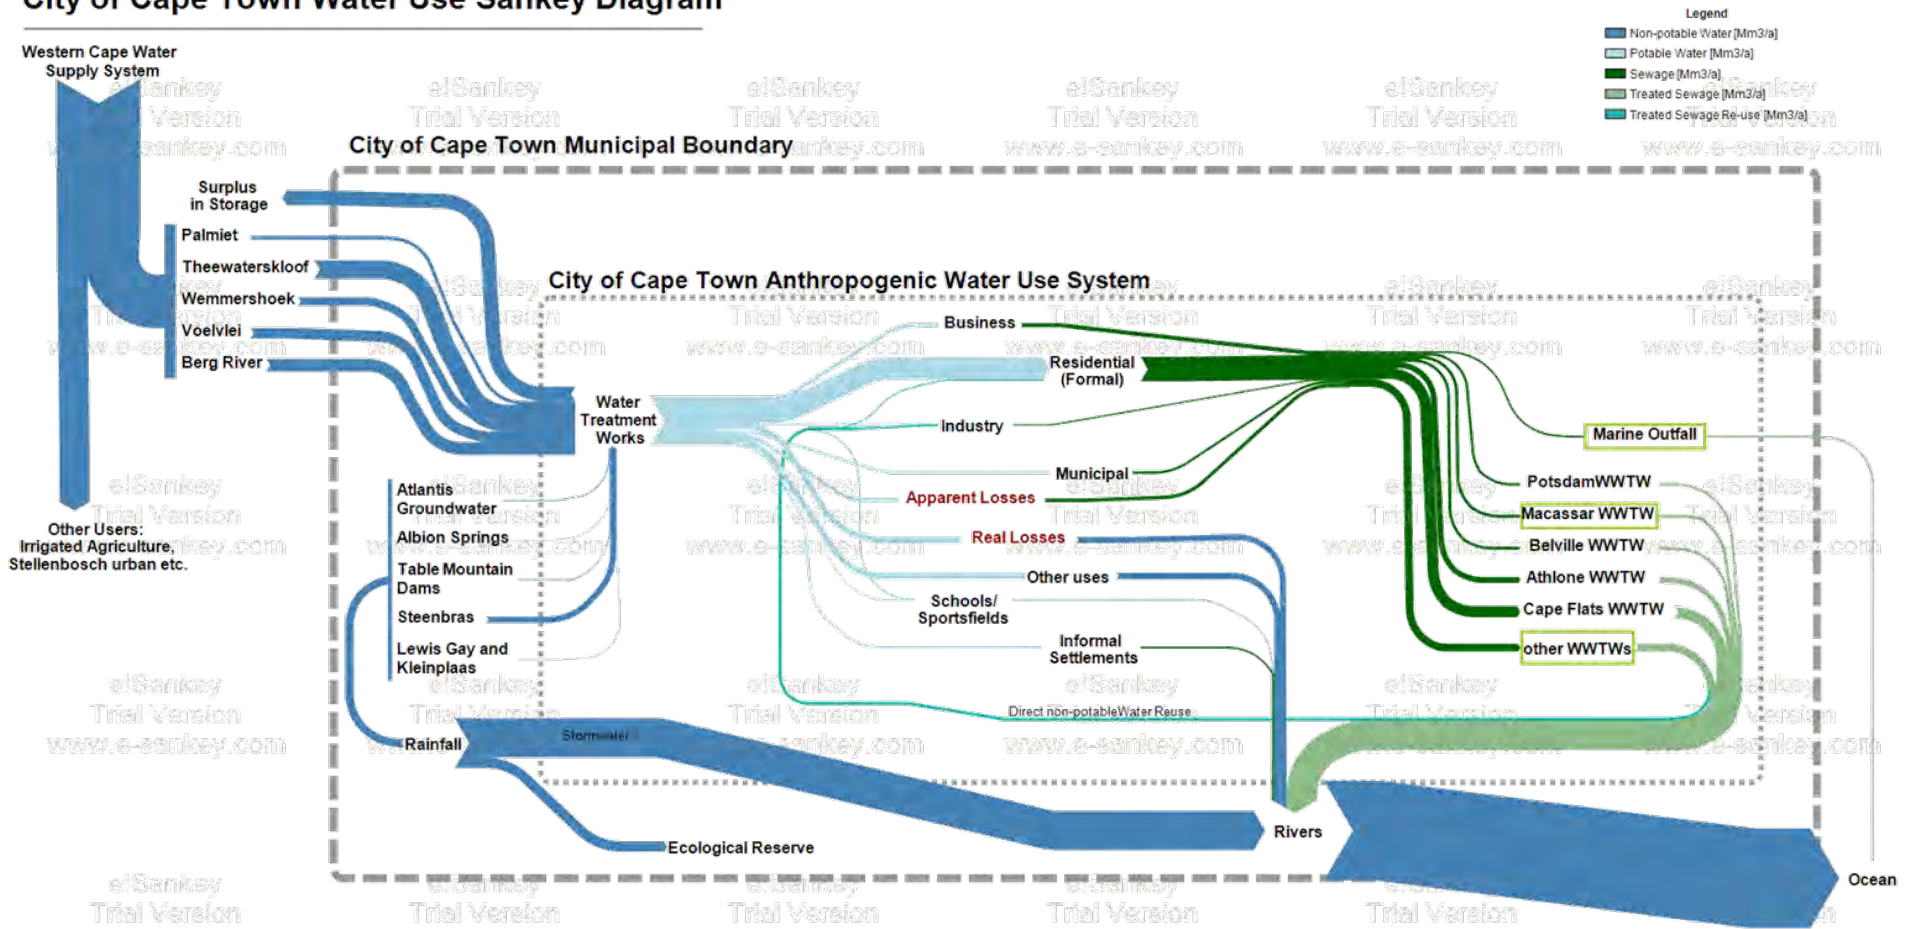 City of Cape Town Water Use Sankey Diagram
Legend
Non-potable Water [Mm3/a]
Potable Water [Mm3/a]
Sewage [Mm3/a]
Treated Sewage [Mm3/a]
Treated Sewage Re-use [Mm3/a]
Western Cape Water
Supply System
City of Cape Town Municipal Boundary
Surplus
in Storage
Palmiet
Theewaterskloof
Wemmershoek
Voelvlei
Berg River
City of Cape Town Anthropogenic Water Use System
Business
Residential
(Formal)
Water
Treatment
Works
Industry
Municipal
Apparent Losses
Real Losses
Other uses
Schools/
Sportsfields
Informal
Settlements
Marine Outfall
PotsdamWWTW
Macassar WWTW
Belville WWTW
Athlone WWTW
Cape Flats WWTW
other WWTWs
Atlantis
Groundwater
Albion Springs
Table Mountain
Dams
Steenbras
Lewis Gay and
Kleinplaas
Other Users:
Irrigated Agriculture,
Stellenbosch urban etc.
Direct non-potableWater Reuse
Rainfall
Stormwater
Ecological Reserve
Rivers
Ocean
e!Sankey
Trial Version
www.e-sankey.com